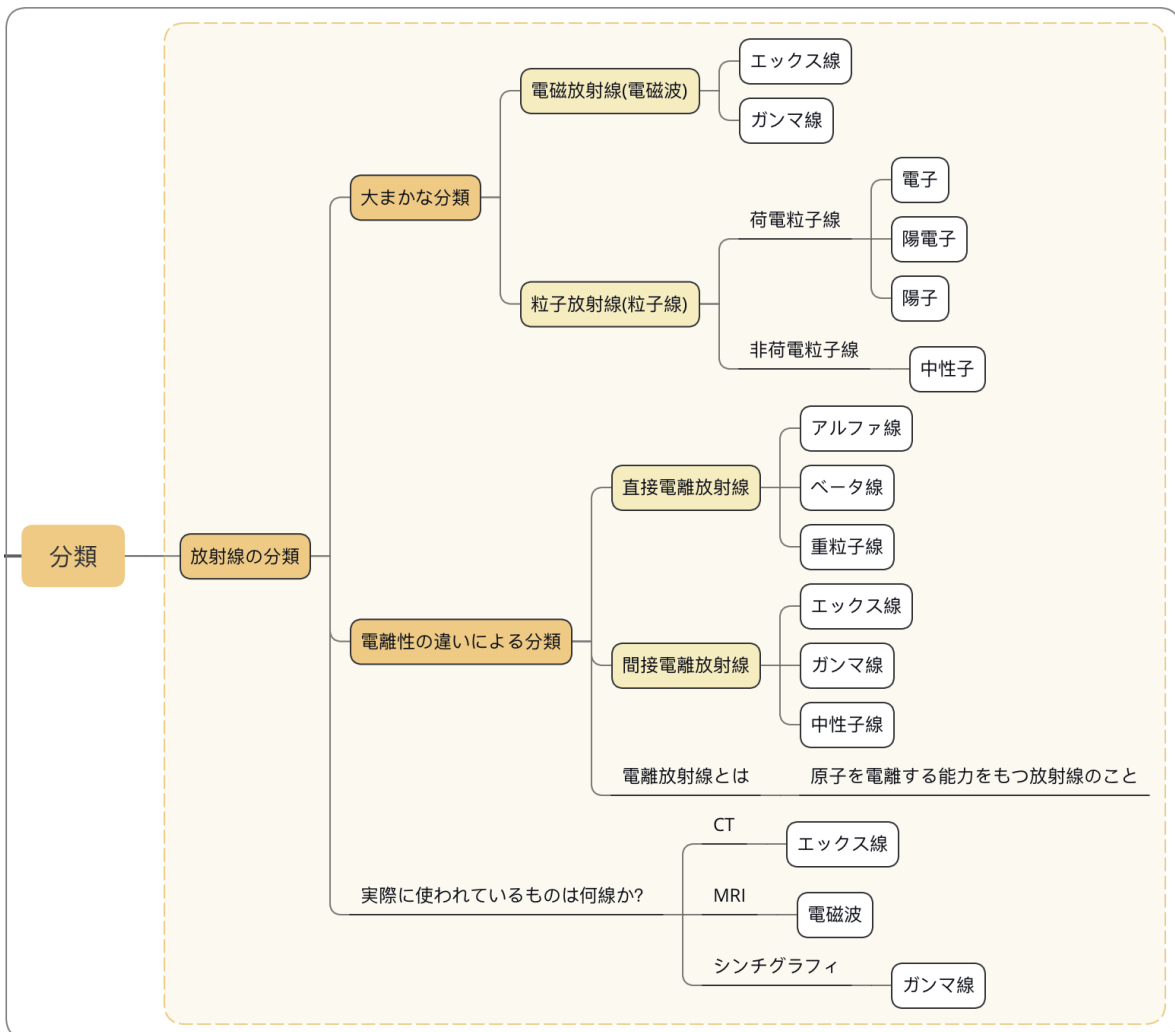 分類
放射線の分類
大まかな分類
電磁放射線(電磁波)
エックス線
ガンマ線
粒子放射線(粒子線)
荷電粒子線
電子
陽電子
陽子
非荷電粒子線
中性子
電離性の違いによる分類
直接電離放射線
アルファ線
ベータ線
重粒子線
間接電離放射線
エックス線
ガンマ線
中性子線
電離放射線とは
原子を電離する能力をもつ放射線のこと
実際に使われているものは何線か?
CT
エックス線
MRI
電磁波
シンチグラフィ
ガンマ線